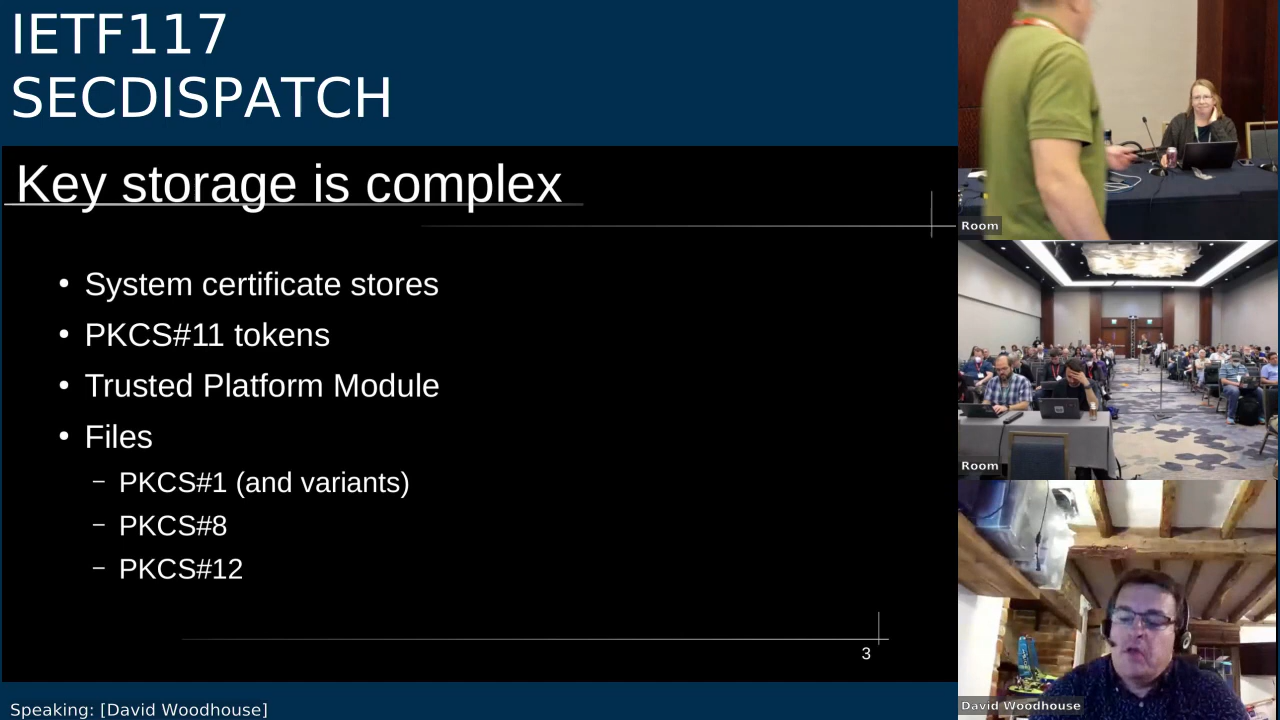 IETF117
SECDISPATCH
Key storage is complex
• System certificate stores
• PKCS#11 tokens
• Trusted Platform Module
• Files
– PKCS#1 (and variants)
– PKCS#8
– PKCS#12
3
Speaking: [David Woodhouse]
Room
Room
David Woodhouse